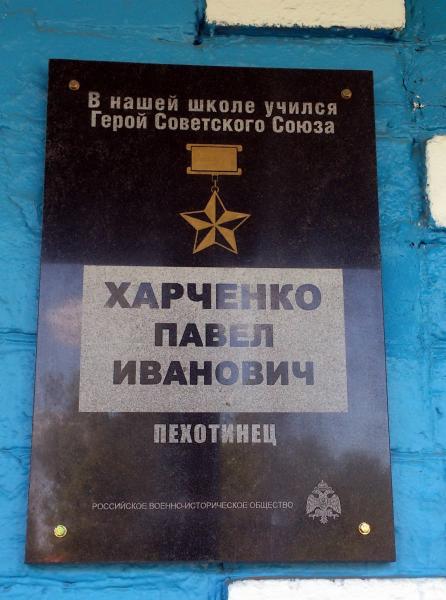 В нашей школе учился
Герой Советского Союза
ХАРЧЕНКО
ПАВЕЛ
ИВАНОВИЧ
ПЕХОТИНЕЦ
РОССИЙСКОЕ ВОЕННО-ИСТОРИЧЕСКОЕ ОБЩЕСТВО